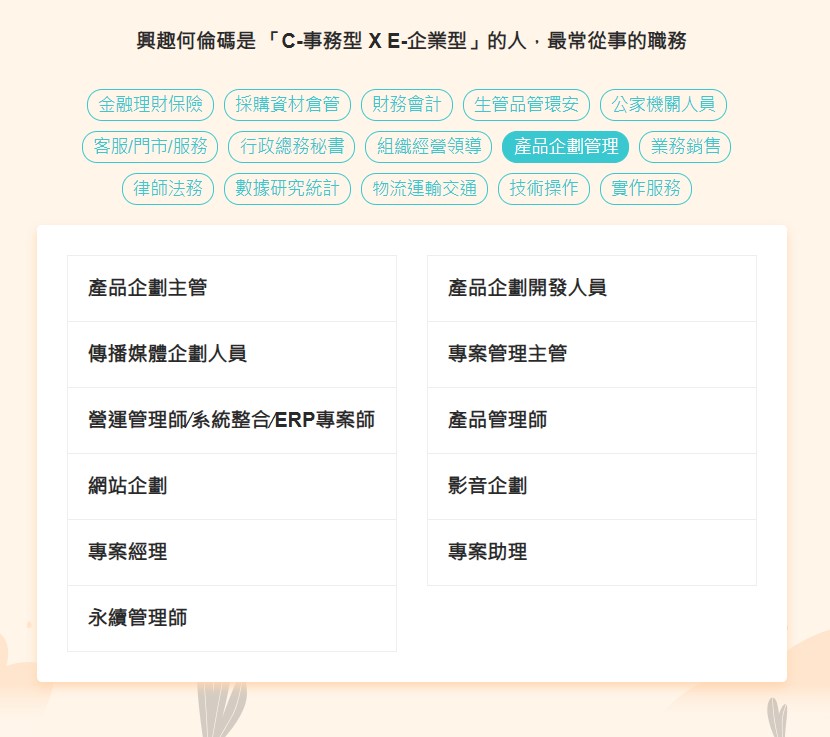 興趣何倫碼是「C-事務型 X E-企業型」的人，最常從事的職務
金融理財保險 採購資材倉管 財務會計 生管品管環安 公家機關人員
客服/門市/服務 行政總務秘書 組織經營領導 產品企劃管理 業務銷售
律師法務 數據研究統計 物流運輸交通 技術操作 實作服務
產品企劃主管 產品企劃開發人員
傳播媒體企劃人員 專案管理主管
營運管理師/系統整合/ERP專案師 產品管理師
網站企劃 影音企劃
專案經理 專案助理
永續管理師